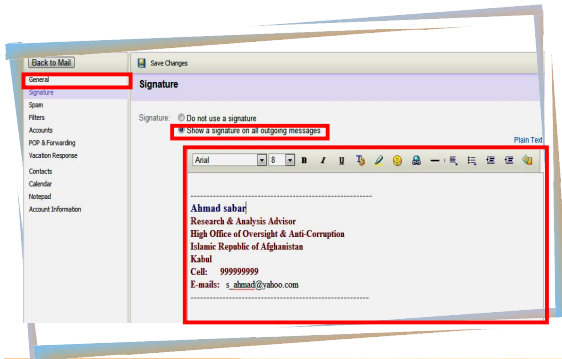 Back to Mail
Save Changes
General
Signature
Signature
Spam
Filters
Accounts
POP & Forwarding
Vacation Response
Contacts
Calendar
Notepad
Account Information
Signature: Do not use a signature
Show a signature on all outgoing messages
Plain Text
Arial 8 B I U
------------------------------------------------------------
Ahmad sabar
Research & Analysis Advisor
High Office of Oversight & Anti-Corruption
Islamic Republic of Afghanistan
Kabul
Cell: 999999999
E-mails: s_ahmad@yahoo.com
------------------------------------------------------------